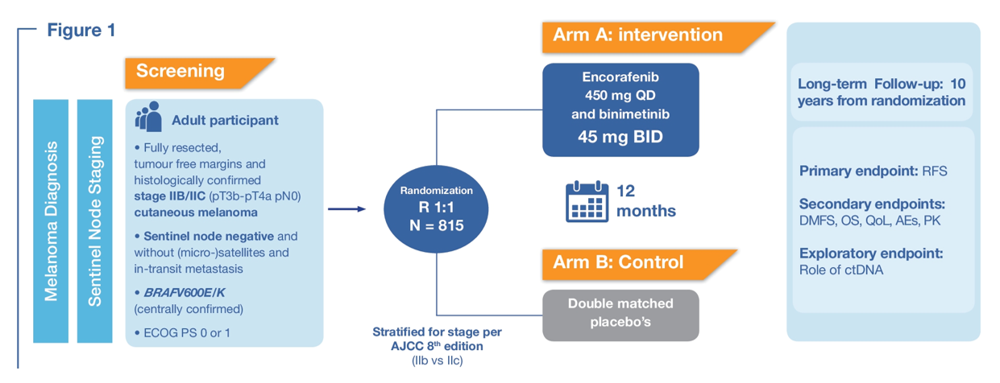 Figure 1
Melanoma Diagnosis
Sentinel Node Staging
Screening
Adult participant
• Fully resected,
tumour free margins and
histologically confirmed
stage IIB/IIC (pT3b-pT4a pN0)
cutaneous melanoma
• Sentinel node negative and
without (micro-)satellites and
in-transit metastasis
• BRAFV600E/K
(centrally confirmed)
• ECOG PS 0 or 1
Randomization
R 1:1
N = 815
Stratified for stage per
AJCC 8th edition
(IIb vs IIc)
Arm A: intervention
Encorafenib
450 mg QD
and binimetinib
45 mg BID
12
months
Arm B: Control
Double matched
placebo's
Long-term Follow-up: 10
years from randomization
Primary endpoint: RFS
Secondary endpoints:
DMFS, OS, QoL, AEs, PK
Exploratory endpoint:
Role of ctDNA